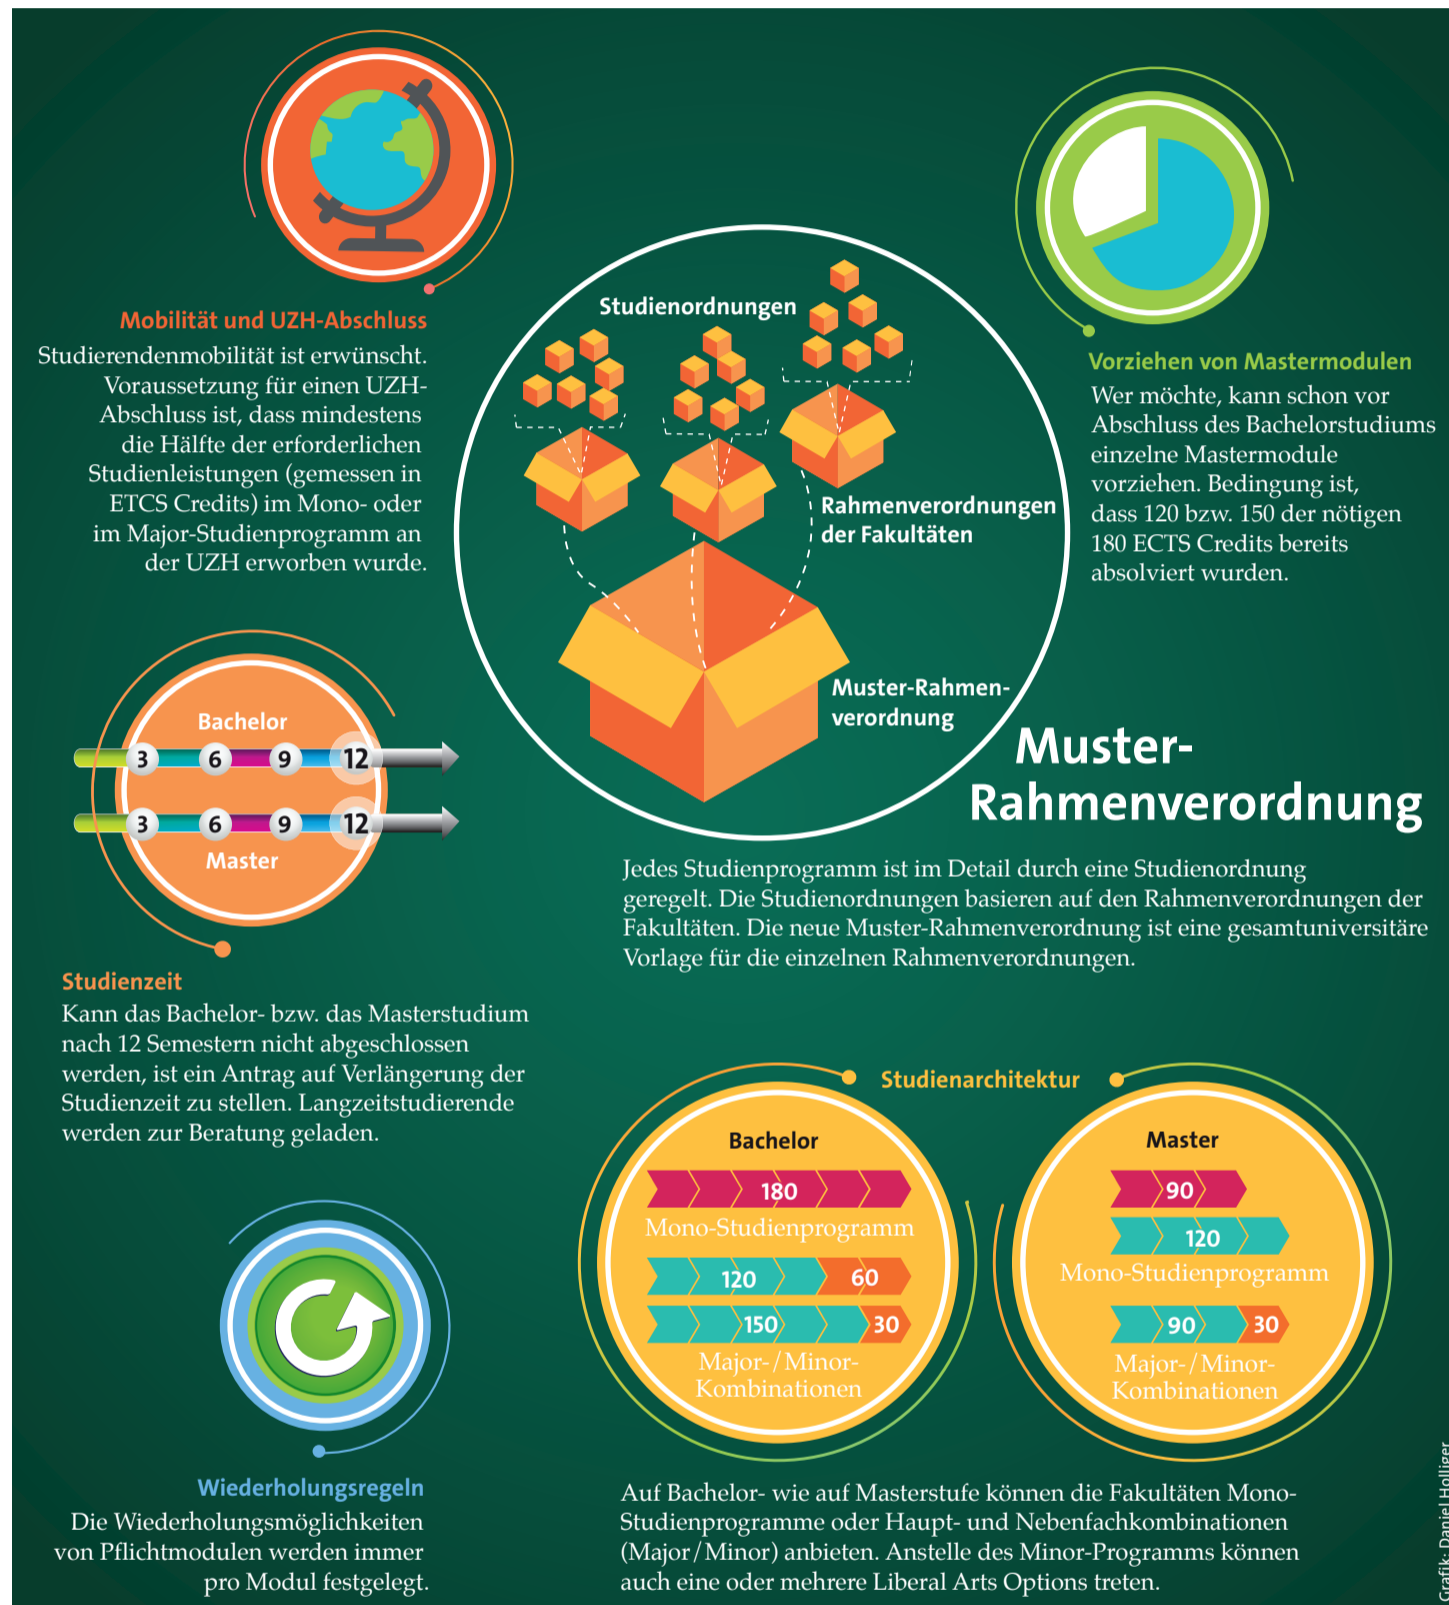 Mobilität und UZH-Abschluss
Studierendenmobilität ist erwünscht.
Voraussetzung für einen UZH-
Abschluss ist, dass mindestens
die Hälfte der erforderlichen
Studienleistungen (gemessen in
ETCS Credits) im Mono- oder
im Major-Studienprogramm an
der UZH erworben wurde.
Studienordnungen
Rahmenverordnungen
der Fakultäten
Muster-Rahmen-
verordnung
Vorziehen von Mastermodulen
Wer möchte, kann schon vor
Abschluss des Bachelorstudiums
einzelne Mastermodule
vorziehen. Bedingung ist,
dass 120 bzw. 150 der nötigen
180 ECTS Credits bereits
absolviert wurden.
Muster-
Rahmenverordnung
Jedes Studienprogramm ist im Detail durch eine Studienordnung
geregelt. Die Studienordnungen basieren auf den Rahmenverordnungen der
Fakultäten. Die neue Muster-Rahmenverordnung ist eine gesamtuniversitäre
Vorlage für die einzelnen Rahmenverordnungen.
Bachelor
3 6 9 12
3 6 9 12
Master
Studienzeit
Kann das Bachelor- bzw. das Masterstudium
nach 12 Semestern nicht abgeschlossen
werden, ist ein Antrag auf Verlängerung der
Studienzeit zu stellen. Langzeitstudierende
werden zur Beratung geladen.
Wiederholungsregeln
Die Wiederholungsmöglichkeiten
von Pflichtmodulen werden immer
pro Modul festgelegt.
Studienarchitektur
Bachelor
180
Mono-Studienprogramm
120 60
150 30
Major-/Minor-
Kombinationen
Master
90
120
Mono-Studienprogramm
90 30
Major-/Minor-
Kombinationen
Auf Bachelor- wie auf Masterstufe können die Fakultäten Mono-
Studienprogramme oder Haupt- und Nebenfachkombinationen
(Major/Minor) anbieten. Anstelle des Minor-Programms können
auch eine oder mehrere Liberal Arts Options treten.
Grafik: Daniel Holliger